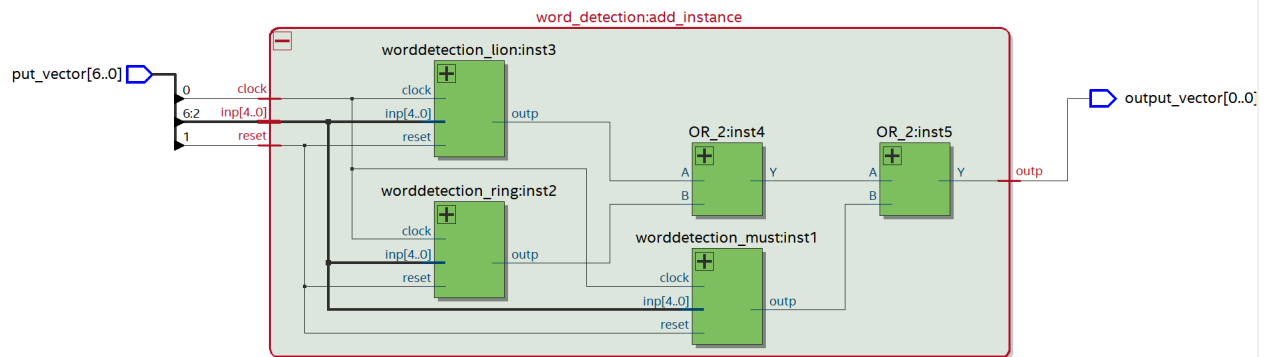 word_detection:add_instance
worddetection_lion:inst3
put_vector[6..0]
0
clock
clock
6:2
inp[4..0]
inp[4..0]
outp
1
reset
reset
output_vector[0..0]
OR_2:inst4
OR_2:inst5
A
Y
A
Y
outp
B
B
worddetection_ring:inst2
clock
inp[4..0]
outp
reset
worddetection_must:inst1
clock
inp[4..0]
outp
reset